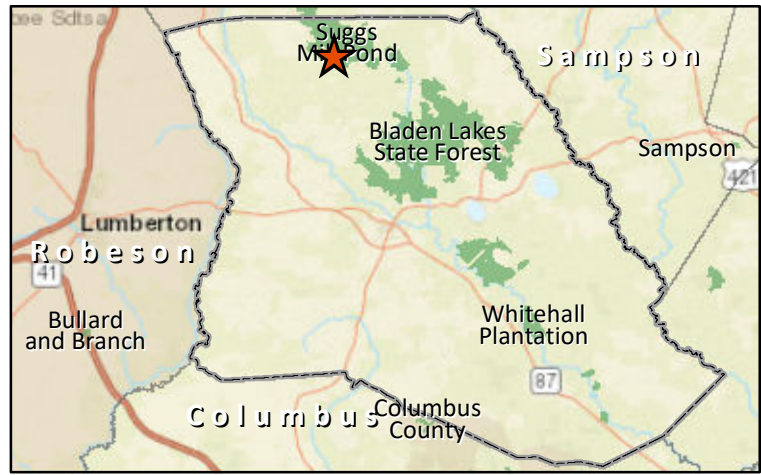 Suggs
Mill Pond
Sampson
Bladen Lakes
State Forest
Sampson
421
Lumberton
Robeson
41
Bullard
and Branch
Whitehall
Plantation
87
Columbus
Columbus
County